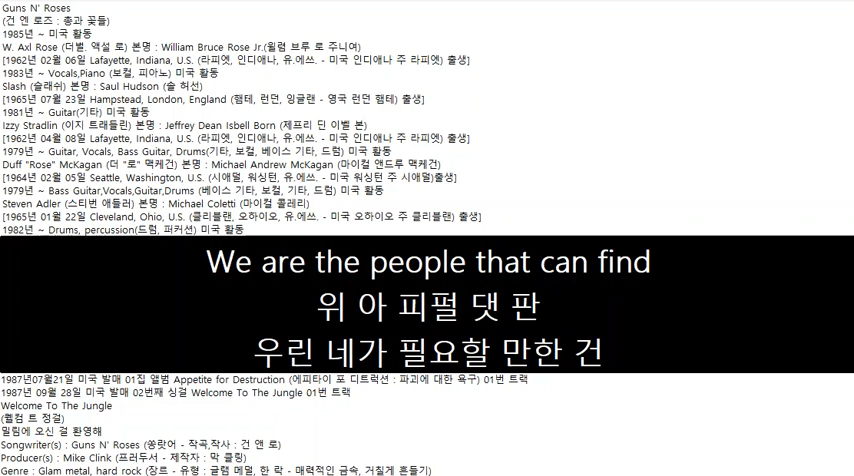 Guns N' Roses
(건 엔 로즈 : 총과 꽃들)
1985년 ~ 미국 활동
W. Axl Rose (더벌. 액설 로) 본명 : William Bruce Rose Jr.(윌럼 브루 로 주니여)
[1962년 02월 06일 Lafayette, Indiana, U.S. (라피엣, 인디애나, 유.에쓰. - 미국 인디애나 주 라피엣) 출생]
1983년 ~ Vocals,Piano (보컬, 피아노) 미국 활동
Slash (슬래쉬) 본명 : Saul Hudson (솔 허선)
[1965년 07월 23일 Hampstead, London, England (햄테, 런던, 잉글랜 - 영국 런던 햄테) 출생]
1981년 ~ Guitar(기타) 미국 활동
Izzy Stradlin (이지 트래들린) 본명 : Jeffrey Dean Isbell Born (제프리 딘 이벨 본)
[1962년 04월 08일 Lafayette, Indiana, U.S. (라피엣, 인디애나, 유.에쓰. - 미국 인디애나 주 라피엣) 출생]
1979년 ~ Guitar, Vocals, Bass Guitar, Drums(기타, 보컬, 베이스 기타, 드럼) 미국 활동
Duff "Rose" McKagan (더 "로" 맥케건) 본명 : Michael Andrew McKagan (마이컬 앤드루 맥케건)
[1964년 02월 05일 Seattle, Washington, U.S. (시애덜, 워싱턴, 유.에쓰. - 미국 워싱턴 주 시애덜)출생]
1979년 ~ Bass Guitar,Vocals,Guitar,Drums (베이스 기타, 보컬, 기타, 드럼) 미국 활동
Steven Adler (스티번 애들러) 본명 : Michael Coletti (마이컬 콜레리)
[1965년 01월 22일 Cleveland, Ohio, U.S. (클리블랜, 오하이오, 유.에쓰. - 미국 오하이오 주 클리블랜) 출생]
1982년 ~ Drums, percussion(드럼, 퍼커션) 미국 활동
We are the people that can find
위 아 피펄 댓 판
우린 네가 필요할 만한 건
1987년07월21일 미국 발매 01집 앨범 Appetite for Destruction (에피타이 포 디트럭션 : 파괴에 대한 욕구) 01번 트랙
1987년 09월 28일 미국 발매 02번째 싱걸 Welcome To The Jungle 01번 트랙
Welcome To The Jungle
(웰컴 트 정걸)
밀림에 오신 걸 환영해
Songwriter(s) : Guns N' Roses (쏭랏어 - 작곡,작사 : 건 앤 로)
Producer(s) : Mike Clink (프러두서 - 제작자 : 막 클링)
Genre : Glam metal, hard rock (장트 - 유형 : 글램 메덜, 한 락 - 매력적인 금속, 거칠게 흔들기)